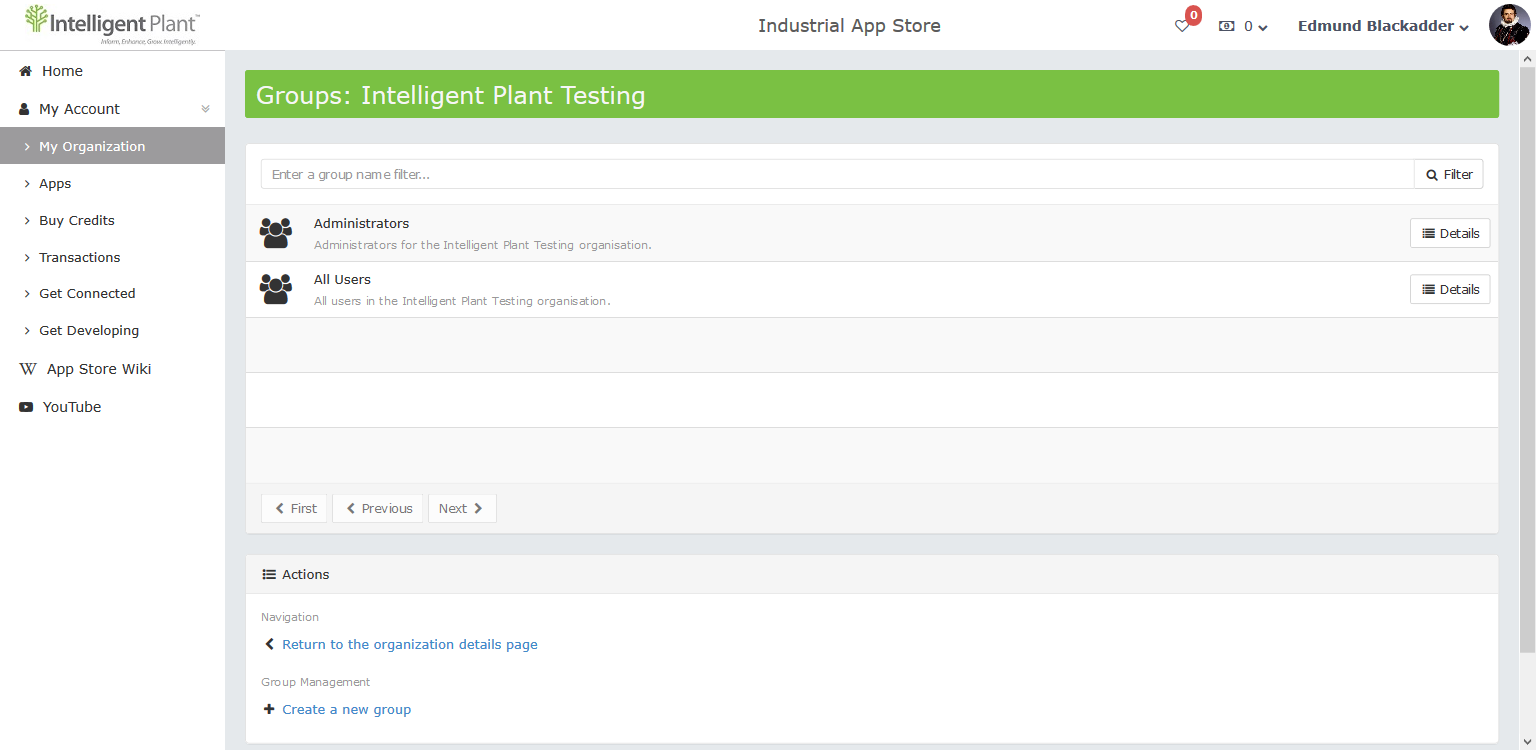 Intelligent Plant™
Inform, Enhance, Grow. Intelligently.
Industrial App Store
0
0
Edmund Blackadder
Home
My Account
My Organization
Apps
Buy Credits
Transactions
Get Connected
Get Developing
W App Store Wiki
YouTube
Groups: Intelligent Plant Testing
Enter a group name filter...
Filter
Administrators
Administrators for the Intelligent Plant Testing organisation.
Details
All Users
All users in the Intelligent Plant Testing organisation.
Details
First
Previous
Next
Actions
Navigation
Return to the organization details page
Group Management
Create a new group